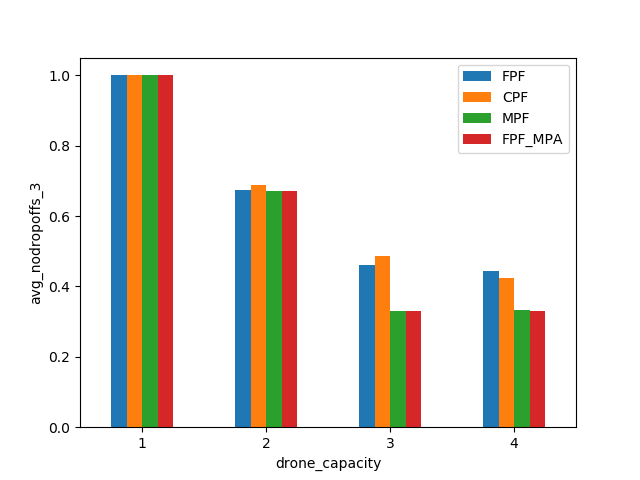 1.0
0.8
0.6
0.4
0.2
0.0
avg_nodropoffs_3
1 2 3 4
drone_capacity
FPF
CPF
MPF
FPF_MPA